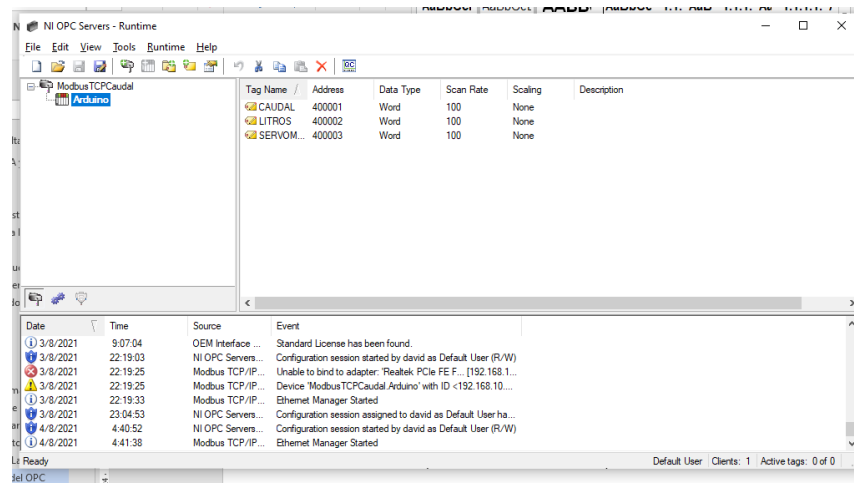 NI OPC Servers - Runtime
File Edit View Tools Runtime Help
ModbusTCPCaudal
Arduino
Tag Name / Address Data Type Scan Rate Scaling Description
CAUDAL 400001 Word 100 None
LITROS 400002 Word 100 None
SERVOM... 400003 Word 100 None
Date Time Source Event
3/8/2021 9:07:04 OEM Interface ... Standard License has been found.
3/8/2021 22:19:03 NI OPC Servers... Configuration session started by david as Default User (R/W)
3/8/2021 22:19:25 Modbus TCP/IP... Unable to bind to adapter: 'Realtek PCIe FE F... [192.168.1...
3/8/2021 22:19:25 Modbus TCP/IP... Device 'ModbusTCPCaudal.Arduino' with ID <192.168.10....
3/8/2021 22:19:33 Modbus TCP/IP... Ethernet Manager Started
3/8/2021 23:04:53 NI OPC Servers... Configuration session assigned to david as Default User ha...
4/8/2021 4:40:52 NI OPC Servers... Configuration session started by david as Default User (R/W)
4/8/2021 4:41:38 Modbus TCP/IP... Ethernet Manager Started
Ready Default User Clients: 1 Active tags: 0 of 0
del OPC